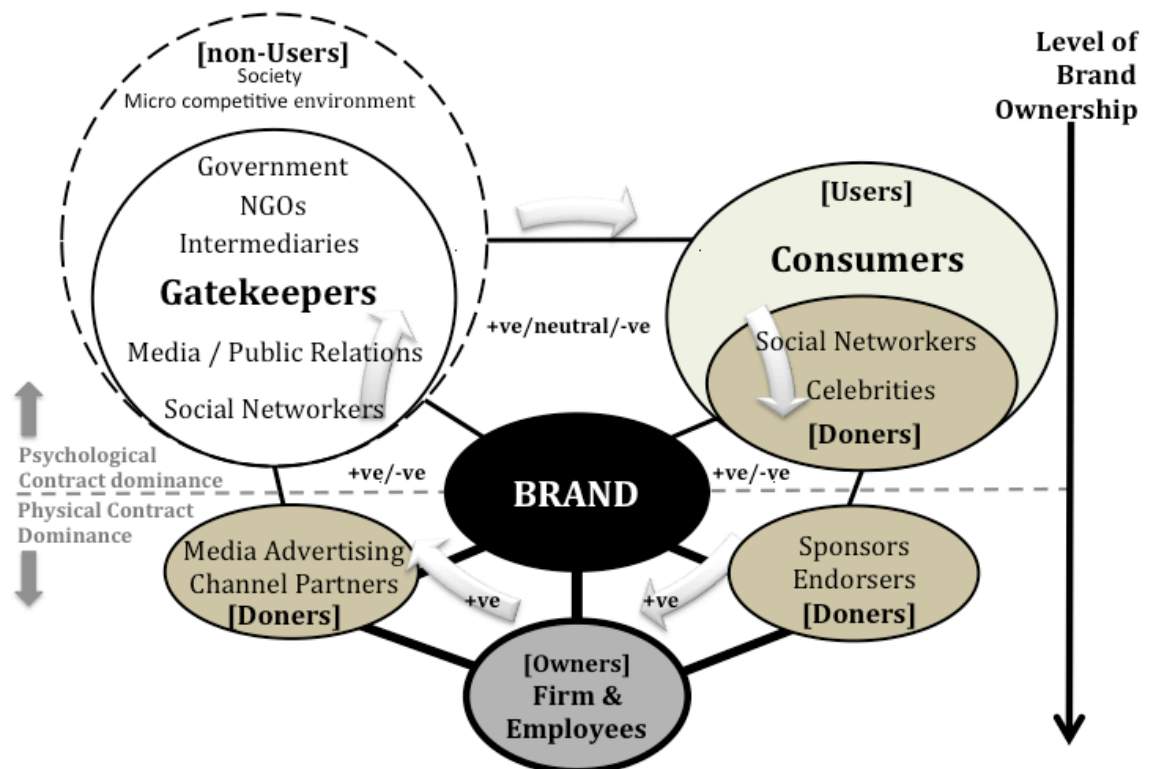 [non-Users]
Society
Micro competitive environment
Government
NGOs
Intermediaries
Gatekeepers
Media / Public Relations
Social Networkers
Level of
Brand
Ownership
[Users]
Consumers
Social Networkers
Celebrities
[Doners]
+ve/neutral/-ve
Psychological
Contract dominance
Physical Contract
Dominance
+ve/-ve
BRAND
+ve/-ve
Media Advertising
Channel Partners
[Doners]
+ve
+ve
Sponsors
Endorsers
[Doners]
[Owners]
Firm &
Employees